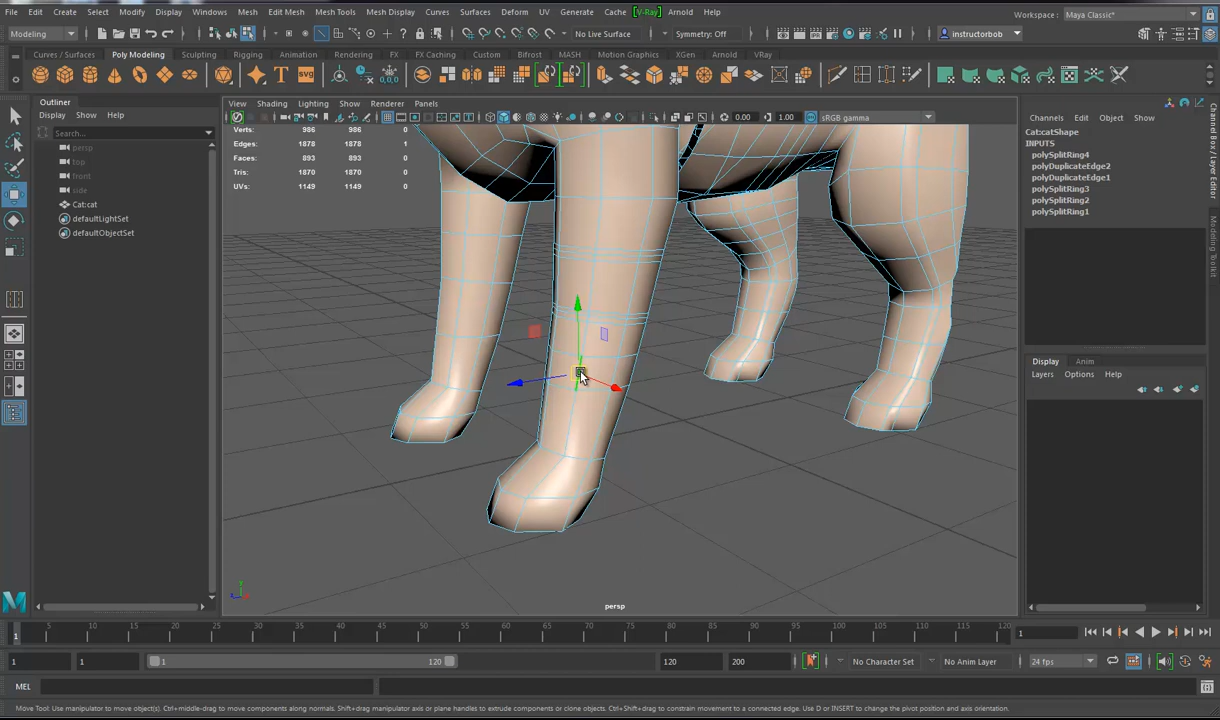 File Edit Create Select Modify Display Windows Mesh Edit Mesh Mesh Tools Mesh Display Curves Surfaces Deform UV Generate Cache [V-Ray] Arnold Help Workspace : Maya Classic*
Modeling No Live Surface Symmetry: Off instructorbob
Curves / Surfaces Poly Modeling Sculpting Rigging Animation Rendering FX FX Caching Custom Bifrost MASH Motion Graphics XGen Arnold VRay
svg
Outliner
Display Show Help
Search...
persp
top
front
side
Cat:cat
defaultLightSet
defaultObjectSet
View Shading Lighting Show Renderer Panels
0.00 1.00 sRGB gamma
Verts: 986 986 0
Edges: 1878 1878 1
Faces: 893 893 0
Tris: 1870 1870 0
UVs: 1149 1149 0
persp
Channels Edit Object Show
Cat:catShape
INPUTS
polySplitRing4
polyDuplicateEdge2
polyDuplicateEdge1
polySplitRing3
polySplitRing2
polySplitRing1
Channel Box / Layer Editor
Modeling Toolkit
Display Anim
Layers Options Help
1 5 10 15 20 25 30 35 40 45 50 55 60 65 70 75 80 85 90 95 100 105 110 115 120 1
1 1 1 120 120 200 No Character Set No Anim Layer 24 fps
MEL
Move Tool: Use manipulator to move object(s). Ctrl+middle-drag to move components along normals. Shift+drag manipulator axis or plane handles to extrude components or clone objects. Ctrl+Shift+drag to constrain movement to a connected edge. Use D or INSERT to change the pivot position and axis orientation.